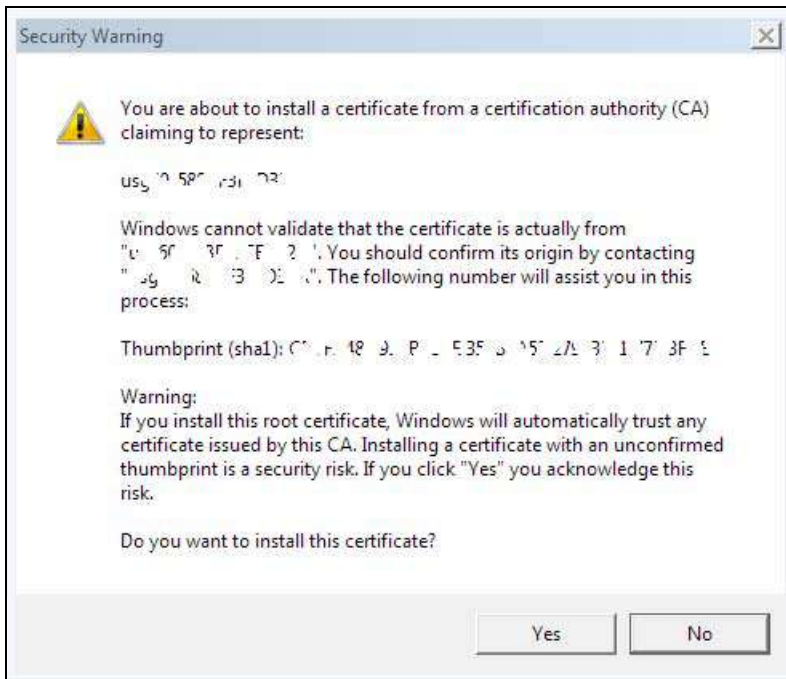 Security Warning
You are about to install a certificate from a certification authority (CA)
claiming to represent:
Windows cannot validate that the certificate is actually from
You should confirm its origin by contacting
The following number will assist you in this
process:
Thumbprint (sha1):
Warning:
If you install this root certificate, Windows will automatically trust any
certificate issued by this CA. Installing a certificate with an unconfirmed
thumbprint is a security risk. If you click "Yes" you acknowledge this
risk.
Do you want to install this certificate?
Yes
No